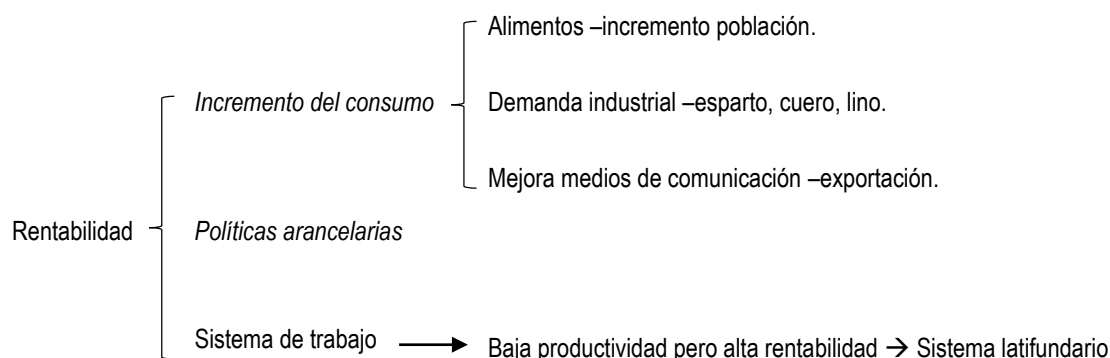 Alimentos –incremento población.
Incremento del consumo
Demanda industrial –esparto, cuero, lino.
Mejora medios de comunicación –exportación.
Rentabilidad
Políticas arancelarias
Sistema de trabajo
Baja productividad pero alta rentabilidad → Sistema latifundario